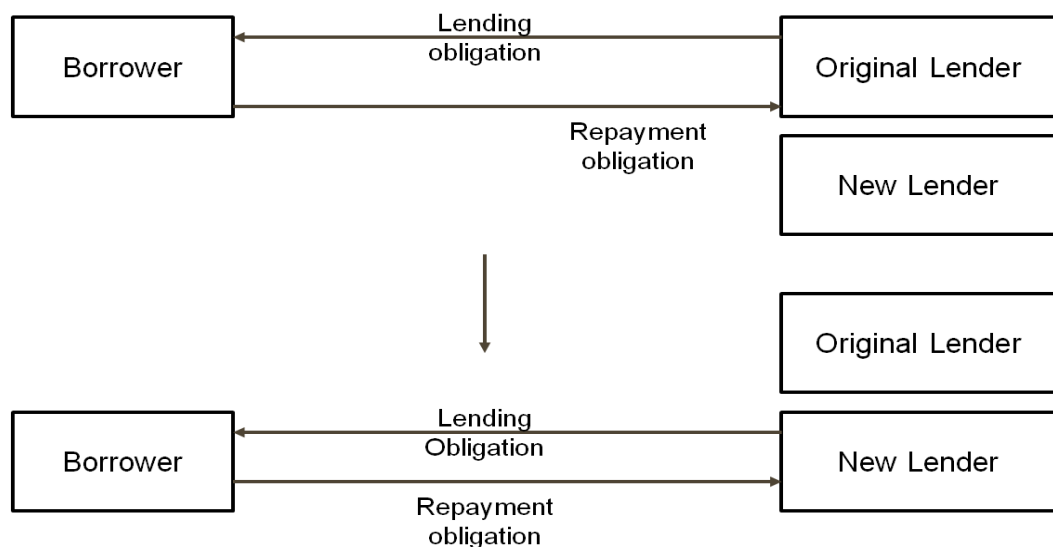 Lending
obligation
Borrower
Original Lender
Repayment
obligation
New Lender
Original Lender
Lending
Obligation
Borrower
New Lender
Repayment
obligation